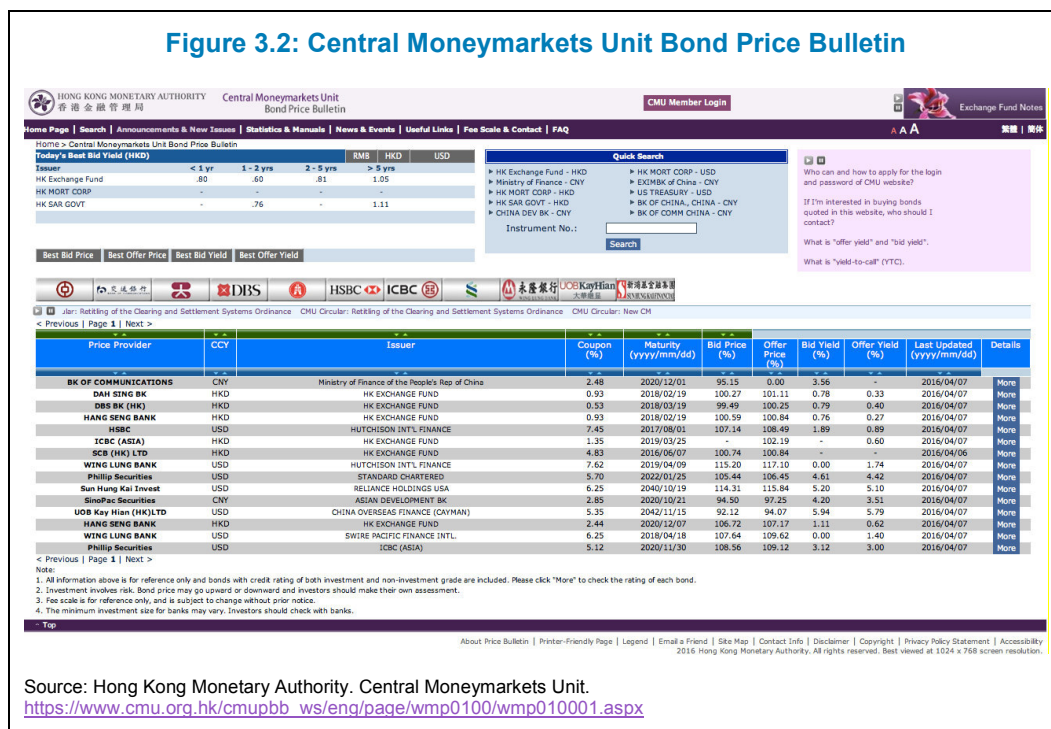 Figure 3.2: Central Moneymarkets Unit Bond Price Bulletin
HONG KONG MONETARY AUTHORITY
香港金融管理局
Central Moneymarkets Unit
Bond Price Bulletin
CMU Member Login
Exchange Fund Notes
Home Page | Search | Announcements & New Issues | Statistics & Manuals | News & Events | Useful Links | Fee Scale & Contact | FAQ
A A A
繁體 | 简体
Home > Central Moneymarkets Unit Bond Price Bulletin
Today's Best Bid Yield (HKD) RMB HKD USD
Issuer < 1 yr 1 - 2 yrs 2 - 5 yrs > 5 yrs
HK Exchange Fund .80 .60 .81 1.05
HK MORT CORP - - - -
HK SAR GOVT - .76 - 1.11
Best Bid Price Best Offer Price Best Bid Yield Best Offer Yield
Quick Search
HK Exchange Fund - HKD HK MORT CORP - USD
Ministry of Finance - CNY EXIMBK of China - CNY
HK MORT CORP - HKD US TREASURY - USD
HK SAR GOVT - HKD BK OF CHINA., CHINA - CNY
CHINA DEV BK - CNY BK OF COMM CHINA - CNY
Instrument No.:
Search
Who can and how to apply for the login
and password of CMU website?
If I'm interested in buying bonds
quoted in this website, who should I
contact?
What is "offer yield" and "bid yield".
What is "yield-to-call" (YTC).
DBS HSBC ICBC 永隆銀行 UOBKayHian 大華繼顯 新鴻基金融集團
ular: Retitling of the Clearing and Settlement Systems Ordinance CMU Circular: Retitling of the Clearing and Settlement Systems Ordinance CMU Circular: New CM
< Previous | Page 1 | Next >
Price Provider CCY Issuer Coupon (%) Maturity (yyyy/mm/dd) Bid Price (%) Offer Price (%) Bid Yield (%) Offer Yield (%) Last Updated (yyyy/mm/dd) Details
BK OF COMMUNICATIONS CNY Ministry of Finance of the People's Rep of China 2.48 2020/12/01 95.15 0.00 3.56 - 2016/04/07 More
DAH SING BK HKD HK EXCHANGE FUND 0.93 2018/02/19 100.27 101.11 0.78 0.33 2016/04/07 More
DBS BK (HK) HKD HK EXCHANGE FUND 0.53 2018/03/19 99.49 100.25 0.79 0.40 2016/04/07 More
HANG SENG BANK HKD HK EXCHANGE FUND 0.93 2018/02/19 100.59 100.84 0.76 0.27 2016/04/07 More
HSBC USD HUTCHISON INT'L FINANCE 7.45 2017/08/01 107.14 108.49 1.89 0.89 2016/04/07 More
ICBC (ASIA) HKD HK EXCHANGE FUND 1.35 2019/03/25 - 102.19 - 0.60 2016/04/07 More
SCB (HK) LTD HKD HK EXCHANGE FUND 4.83 2016/06/07 100.74 100.84 - - 2016/04/06 More
WING LUNG BANK USD HUTCHISON INT'L FINANCE 7.62 2019/04/09 115.20 117.10 0.00 1.74 2016/04/07 More
Phillip Securities USD STANDARD CHARTERED 5.70 2022/01/25 105.44 106.45 4.61 4.42 2016/04/07 More
Sun Hung Kai Invest USD RELIANCE HOLDINGS USA 6.25 2040/10/19 114.31 115.84 5.20 5.10 2016/04/07 More
SinoPac Securities CNY ASIAN DEVELOPMENT BK 2.85 2020/10/21 94.50 97.25 4.20 3.51 2016/04/07 More
UOB Kay Hian (HK)LTD USD CHINA OVERSEAS FINANCE (CAYMAN) 5.35 2042/11/15 92.12 94.07 5.94 5.79 2016/04/07 More
HANG SENG BANK HKD HK EXCHANGE FUND 2.44 2020/12/07 106.72 107.17 1.11 0.62 2016/04/07 More
WING LUNG BANK USD SWIRE PACIFIC FINANCE INTL. 6.25 2018/04/18 107.64 109.62 0.00 1.40 2016/04/07 More
Phillip Securities USD ICBC (ASIA) 5.12 2020/11/30 108.56 109.12 3.12 3.00 2016/04/07 More
< Previous | Page 1 | Next >
Note:
1. All information above is for reference only and bonds with credit rating of both investment and non-investment grade are included. Please click "More" to check the rating of each bond.
2. Investment involves risk. Bond price may go upward or downward and investors should make their own assessment.
3. Fee scale is for reference only, and is subject to change without prior notice.
4. The minimum investment size for banks may vary. Investors should check with banks.
Top
About Price Bulletin | Printer-Friendly Page | Legend | Email a Friend | Site Map | Contact Info | Disclaimer | Copyright | Privacy Policy Statement | Accessibility
2016 Hong Kong Monetary Authority. All rights reserved. Best viewed at 1024 x 768 screen resolution.
Source: Hong Kong Monetary Authority. Central Moneymarkets Unit.
https://www.cmu.org.hk/cmupbb_ws/eng/page/wmp0100/wmp010001.aspx